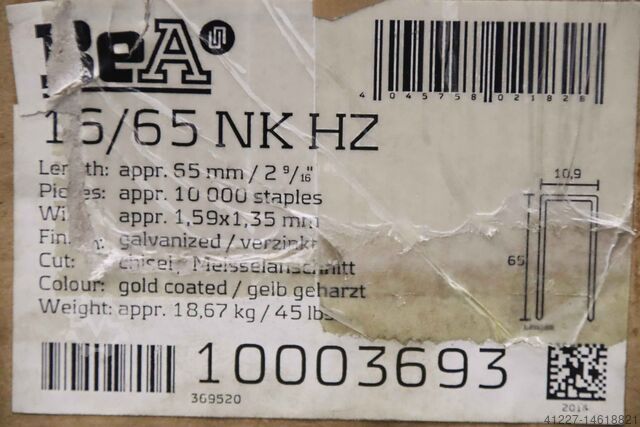 BeA
4 045758 021828
16/65 NK HZ
Length: appr. 65 mm / 2 9/16"
Pieces: appr. 10 000 staples
appr. 1,59x1,35 mm
galvanized / verzinkt
Cut: chisel / Meisselanschnitt
Colour: gold coated / gelb geharzt
Weight: appr. 18,67 kg / 45 lbs
10,9
65
10003693
369520
2014
41227-14618821